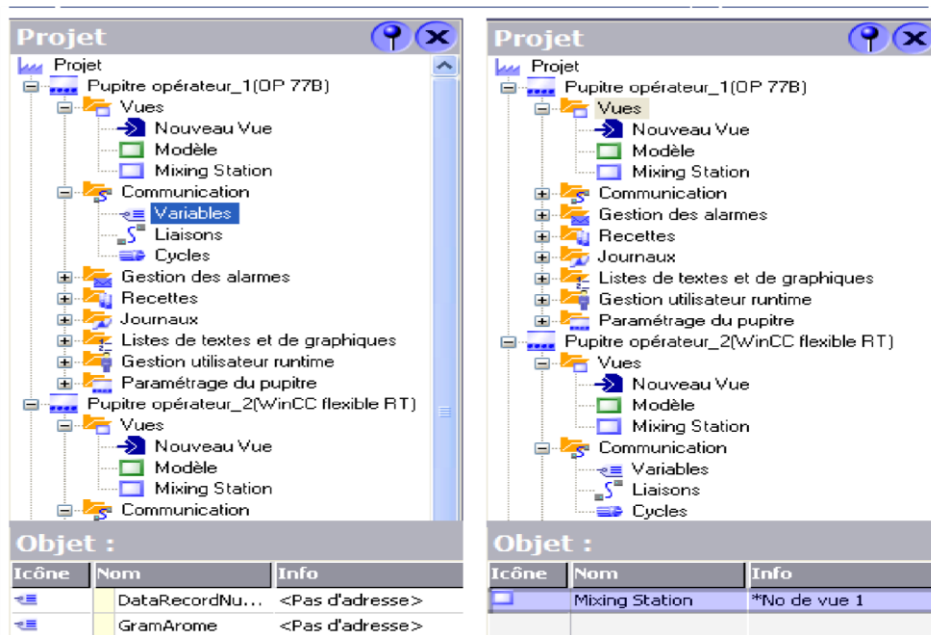 Projet
Projet
Pupitre opérateur_1(OP 77B)
Vues
Nouveau Vue
Modèle
Mixing Station
Communication
Variables
Liaisons
Cycles
Gestion des alarmes
Recettes
Journaux
Listes de textes et de graphiques
Gestion utilisateur runtime
Paramétrage du pupitre
Pupitre opérateur_2(WinCC flexible RT)
Vues
Nouveau Vue
Modèle
Mixing Station
Communication
Objet :
Icône Nom Info
DataRecordNu... <Pas d'adresse>
GramArome <Pas d'adresse>
Projet
Projet
Pupitre opérateur_1(OP 77B)
Vues
Nouveau Vue
Modèle
Mixing Station
Communication
Gestion des alarmes
Recettes
Journaux
Listes de textes et de graphiques
Gestion utilisateur runtime
Paramétrage du pupitre
Pupitre opérateur_2(WinCC flexible RT)
Vues
Nouveau Vue
Modèle
Mixing Station
Communication
Variables
Liaisons
Cycles
Objet :
Icône Nom Info
Mixing Station *No de vue 1